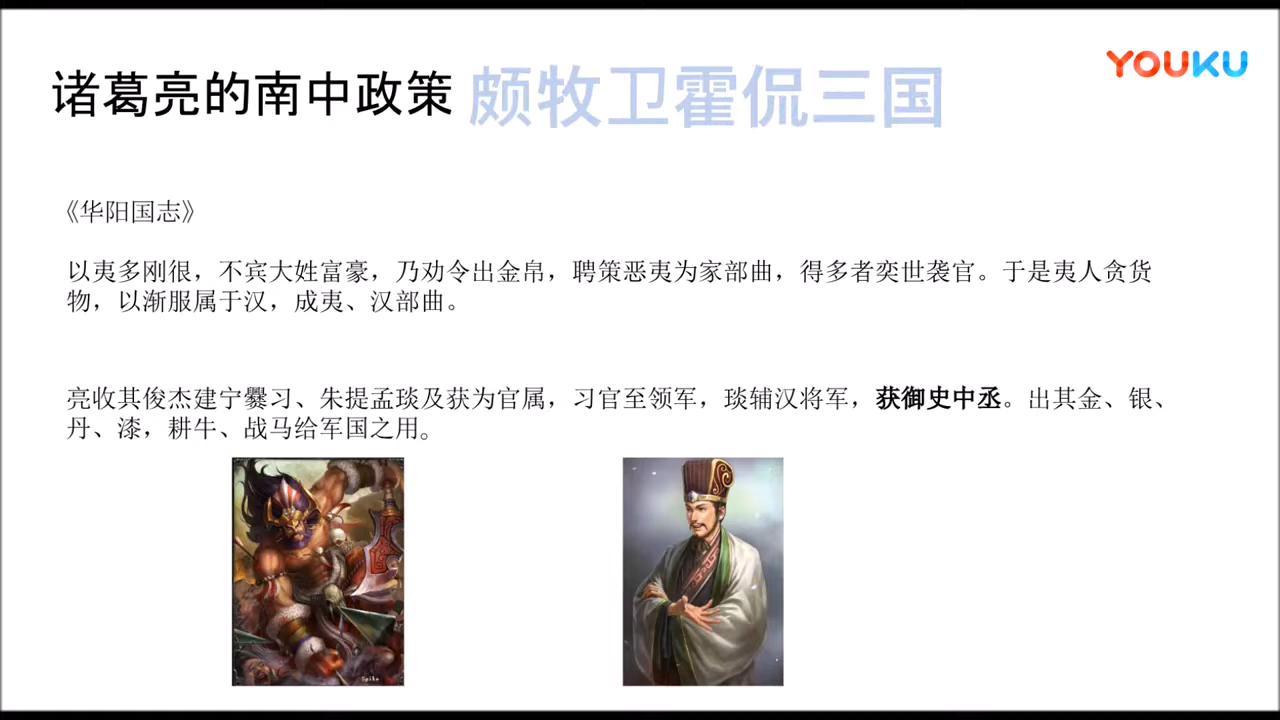 诸葛亮的南中政策 颇牧卫霍侃三国
YOUKU
《华阳国志》
以夷多刚很，不宾大姓富豪，乃劝令出金帛，聘策恶夷为家部曲，得多者奕世袭官。于是夷人贪货
物，以渐服属于汉，成夷、汉部曲。
亮收其俊杰建宁爨习、朱提孟琰及获为官属，习官至领军，琰辅汉将军，获御史中丞。出其金、银、
丹、漆，耕牛、战马给军国之用。
Spike